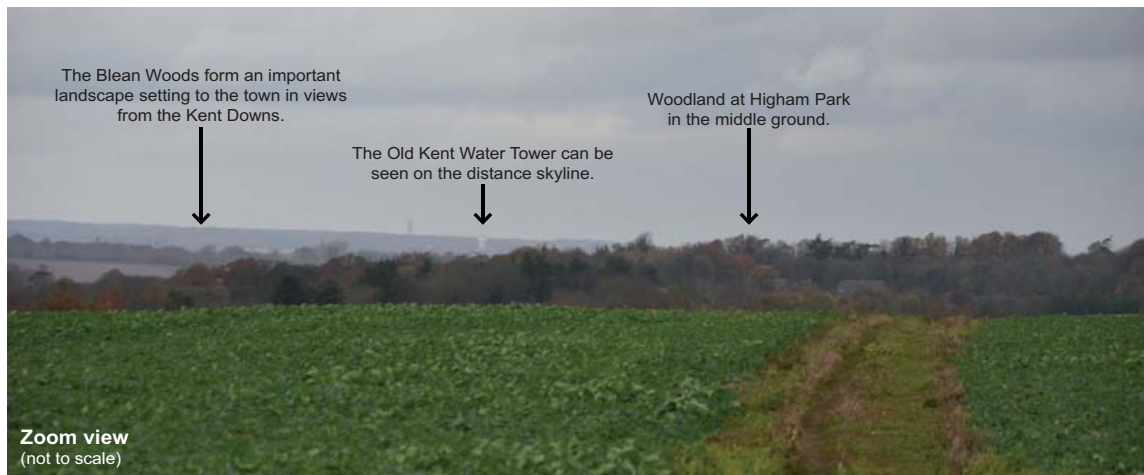 The Blean Woods form an important
landscape setting to the town in views
from the Kent Downs.
The Old Kent Water Tower can be
seen on the distance skyline.
Woodland at Higham Park
in the middle ground.
Zoom view
(not to scale)